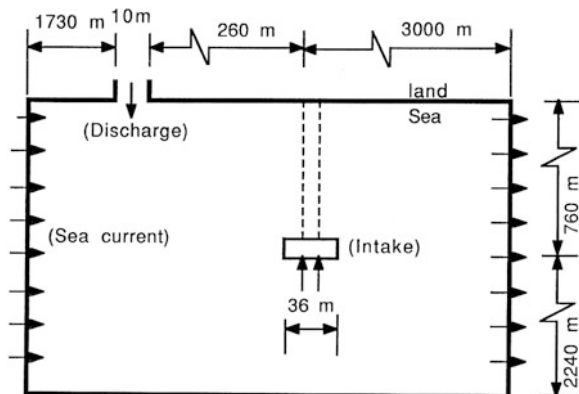 1730 m
10m
260 m
3000 m
land
Sea
(Discharge)
(Sea current)
(Intake)
36 m
760 m
2240 m